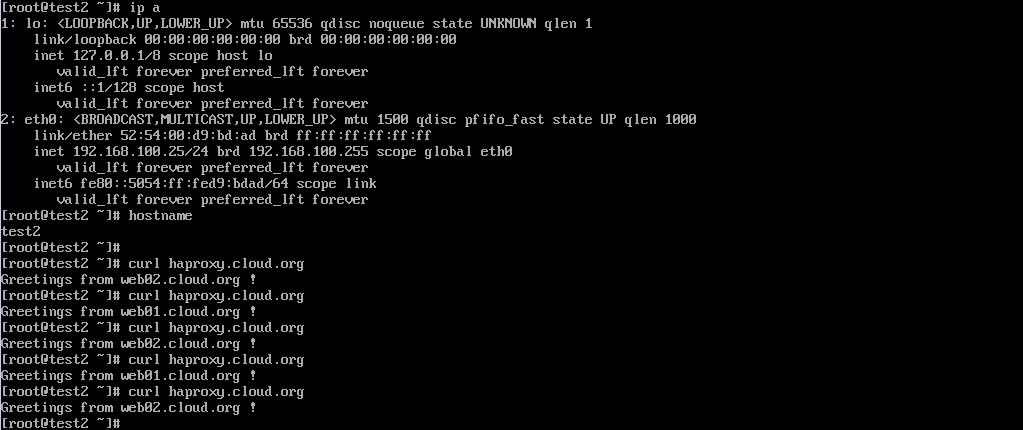 [root@test2 ~]# ip a
1: lo: <LOOPBACK,UP,LOWER_UP> mtu 65536 qdisc noqueue state UNKNOWN qlen 1
    link/loopback 00:00:00:00:00:00 brd 00:00:00:00:00:00
    inet 127.0.0.1/8 scope host lo
       valid_lft forever preferred_lft forever
    inet6 ::1/128 scope host
       valid_lft forever preferred_lft forever
2: eth0: <BROADCAST,MULTICAST,UP,LOWER_UP> mtu 1500 qdisc pfifo_fast state UP qlen 1000
    link/ether 52:54:00:d9:bd:ad brd ff:ff:ff:ff:ff:ff
    inet 192.168.100.25/24 brd 192.168.100.255 scope global eth0
       valid_lft forever preferred_lft forever
    inet6 fe80::5054:ff:fed9:bdad/64 scope link
       valid_lft forever preferred_lft forever
[root@test2 ~]# hostname
test2
[root@test2 ~]#
[root@test2 ~]# curl haproxy.cloud.org
Greetings from web02.cloud.org !
[root@test2 ~]# curl haproxy.cloud.org
Greetings from web01.cloud.org !
[root@test2 ~]# curl haproxy.cloud.org
Greetings from web02.cloud.org !
[root@test2 ~]# curl haproxy.cloud.org
Greetings from web01.cloud.org !
[root@test2 ~]# curl haproxy.cloud.org
Greetings from web02.cloud.org !
[root@test2 ~]#